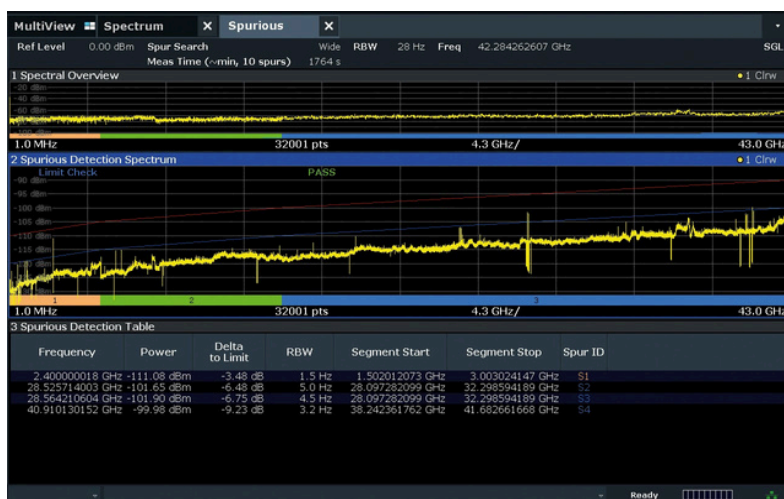 MultiView Spectrum X Spurious X
Ref Level 0.00 dBm Spur Search Wide RBW 28 Hz Freq 42.284262607 GHz SGL
Meas Time (~min, 10 spurs) 1764 s
1 Spectral Overview 1 Clrw
-20 dBm
-40 dBm
-60 dBm
1.0 MHz 32001 pts 4.3 GHz/ 43.0 GHz
2 Spurious Detection Spectrum 1 Clrw
Limit Check PASS
-90 dBm
-95 dBm
-100 dBm
-105 dBm
-110 dBm
-115 dBm
-120 dBm
1 2 3
1.0 MHz 32001 pts 4.3 GHz/ 43.0 GHz
3 Spurious Detection Table
Frequency Power Delta to Limit RBW Segment Start Segment Stop Spur ID
2.400000018 GHz -111.08 dBm -3.48 dB 1.5 Hz 1.502012073 GHz 3.003024147 GHz S1
28.525714003 GHz -101.65 dBm -6.48 dB 5.0 Hz 28.097282099 GHz 32.298594189 GHz S2
28.564210604 GHz -101.90 dBm -6.75 dB 4.5 Hz 28.097282099 GHz 32.298594189 GHz S3
40.910130152 GHz -99.98 dBm -9.23 dB 3.2 Hz 38.242361762 GHz 41.682661668 GHz S4
Ready